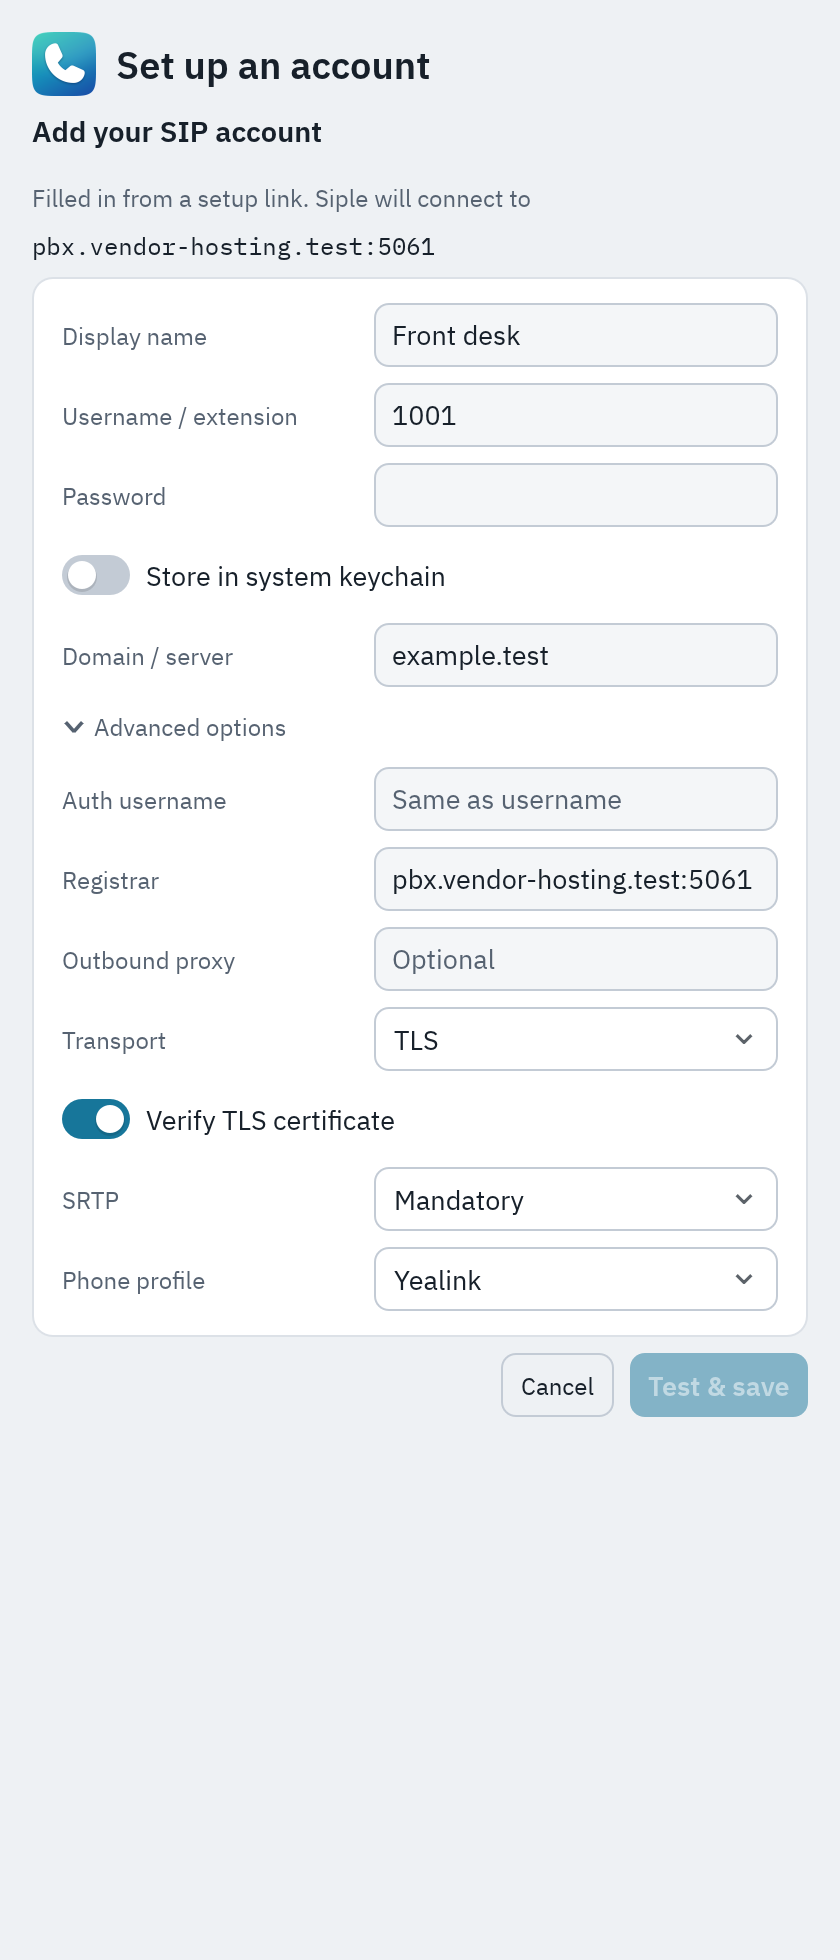 Set up an account
Add your SIP account
Filled in from a setup link. Siple will connect to
pbx.vendor-hosting.test:5061
Display name
Front desk
Username / extension
1001
Password
Store in system keychain
Domain / server
example.test
Advanced options
Auth username
Same as username
Registrar
pbx.vendor-hosting.test:5061
Outbound proxy
Optional
Transport
TLS
Verify TLS certificate
SRTP
Mandatory
Phone profile
Yealink
Cancel
Test & save